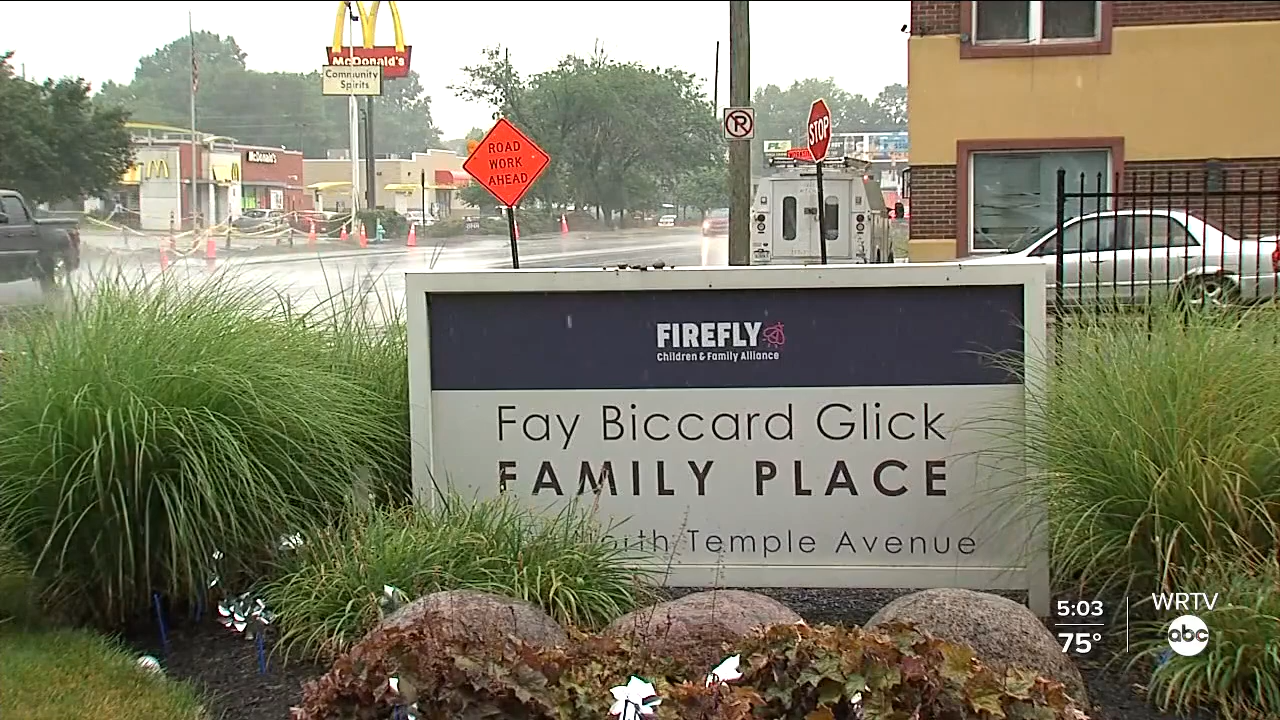 McDonald's
Community
Spirits
McDonald's
ROAD
WORK
AHEAD
STOP
FIREFLY
Children & Family Alliance
Fay Biccard Glick
FAMILY PLACE
North Temple Avenue
5:03
75°
WRTV
abc